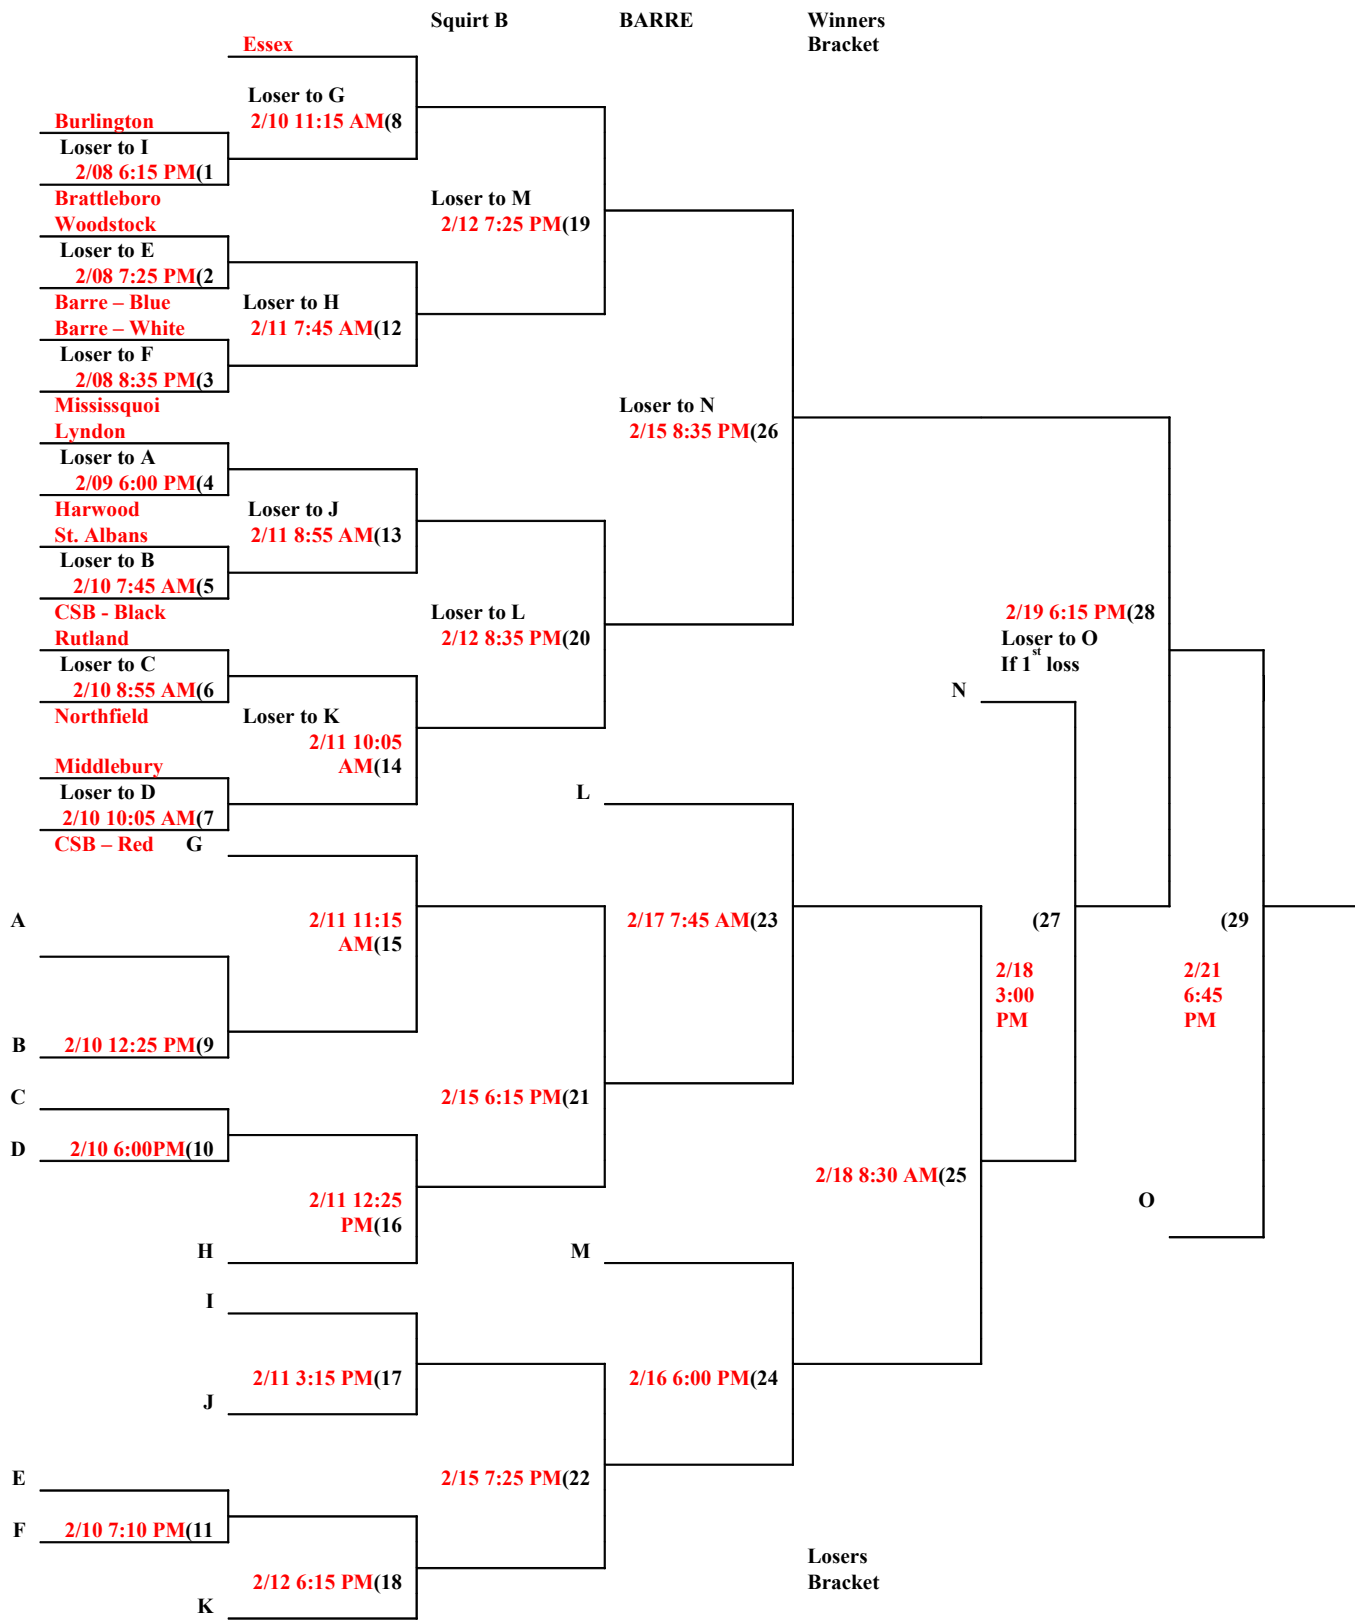 Squirt B BARRE Winners
Bracket
Essex
Loser to G
2/10 11:15 AM(8
Burlington
Loser to I
2/08 6:15 PM(1
Brattleboro
Woodstock
Loser to M
2/12 7:25 PM(19
Loser to E
2/08 7:25 PM(2
Barre – Blue
Barre – White
Loser to H
2/11 7:45 AM(12
Loser to F
2/08 8:35 PM(3
Mississquoi
Lyndon
Loser to N
2/15 8:35 PM(26
Loser to A
2/09 6:00 PM(4
Harwood
St. Albans
Loser to J
2/11 8:55 AM(13
Loser to B
2/10 7:45 AM(5
CSB - Black
Rutland
Loser to L
2/12 8:35 PM(20
2/19 6:15 PM(28
Loser to O
If 1st loss
Loser to C
2/10 8:55 AM(6
Northfield
Loser to K
2/11 10:05
AM(14
N
Middlebury
Loser to D
2/10 10:05 AM(7
CSB – Red G
L
A
2/11 11:15
AM(15
2/17 7:45 AM(23
(27
2/18
3:00
PM
(29
2/21
6:45
PM
B 2/10 12:25 PM(9
C
D 2/10 6:00PM(10
2/15 6:15 PM(21
2/18 8:30 AM(25
2/11 12:25
PM(16
O
H
M
I
2/11 3:15 PM(17
2/16 6:00 PM(24
J
E
2/15 7:25 PM(22
F 2/10 7:10 PM(11
2/12 6:15 PM(18
Losers
Bracket
K